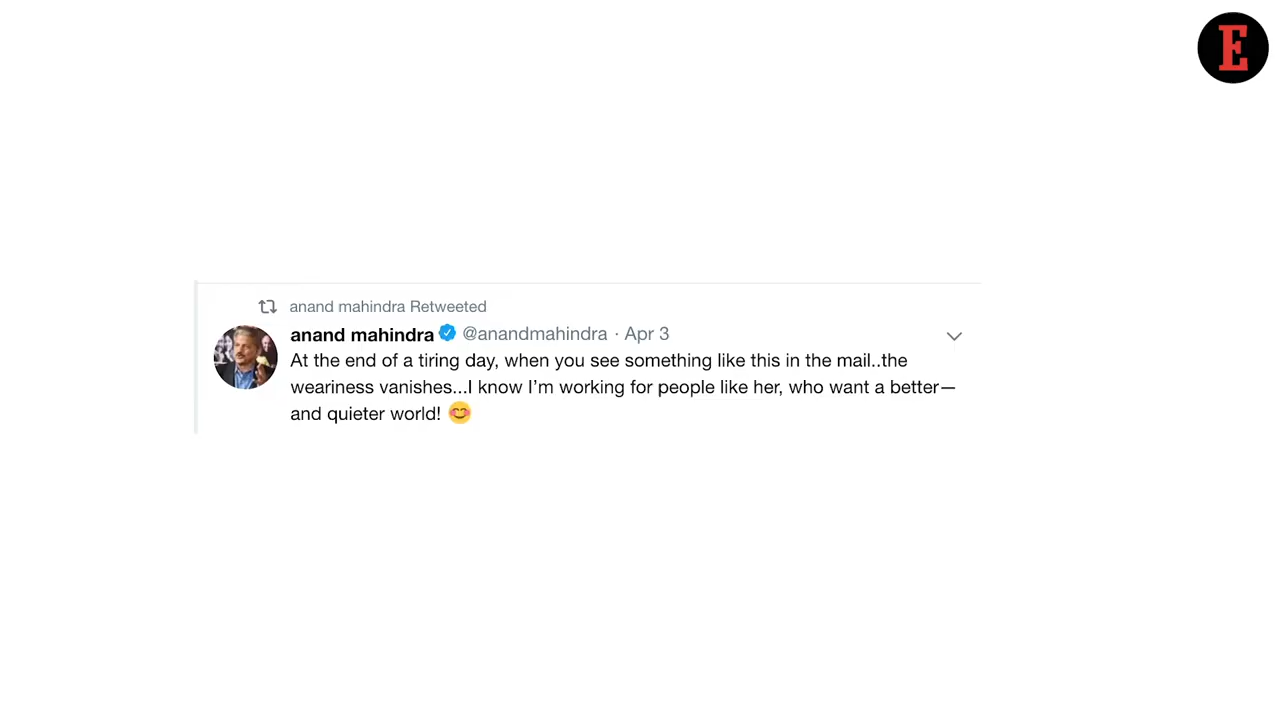 E
anand mahindra Retweeted
anand mahindra @anandmahindra · Apr 3
At the end of a tiring day, when you see something like this in the mail..the
weariness vanishes...I know I’m working for people like her, who want a better—
and quieter world! 😊